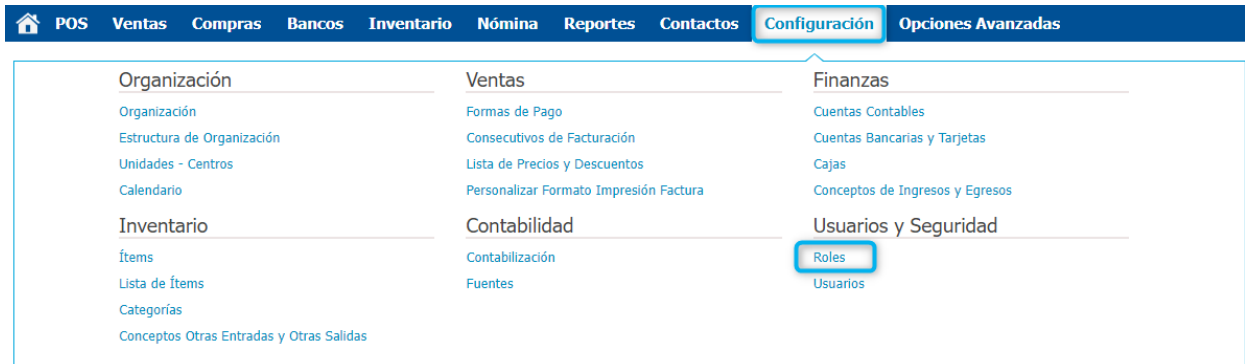 POS Ventas Compras Bancos Inventario Nómina Reportes Contactos Configuración Opciones Avanzadas
Organización
Organización
Estructura de Organización
Unidades - Centros
Calendario
Ventas
Formas de Pago
Consecutivos de Facturación
Lista de Precios y Descuentos
Personalizar Formato Impresión Factura
Finanzas
Cuentas Contables
Cuentas Bancarias y Tarjetas
Cajas
Conceptos de Ingresos y Egresos
Inventario
Ítems
Lista de Ítems
Categorías
Conceptos Otras Entradas y Otras Salidas
Contabilidad
Contabilización
Fuentes
Usuarios y Seguridad
Roles
Usuarios